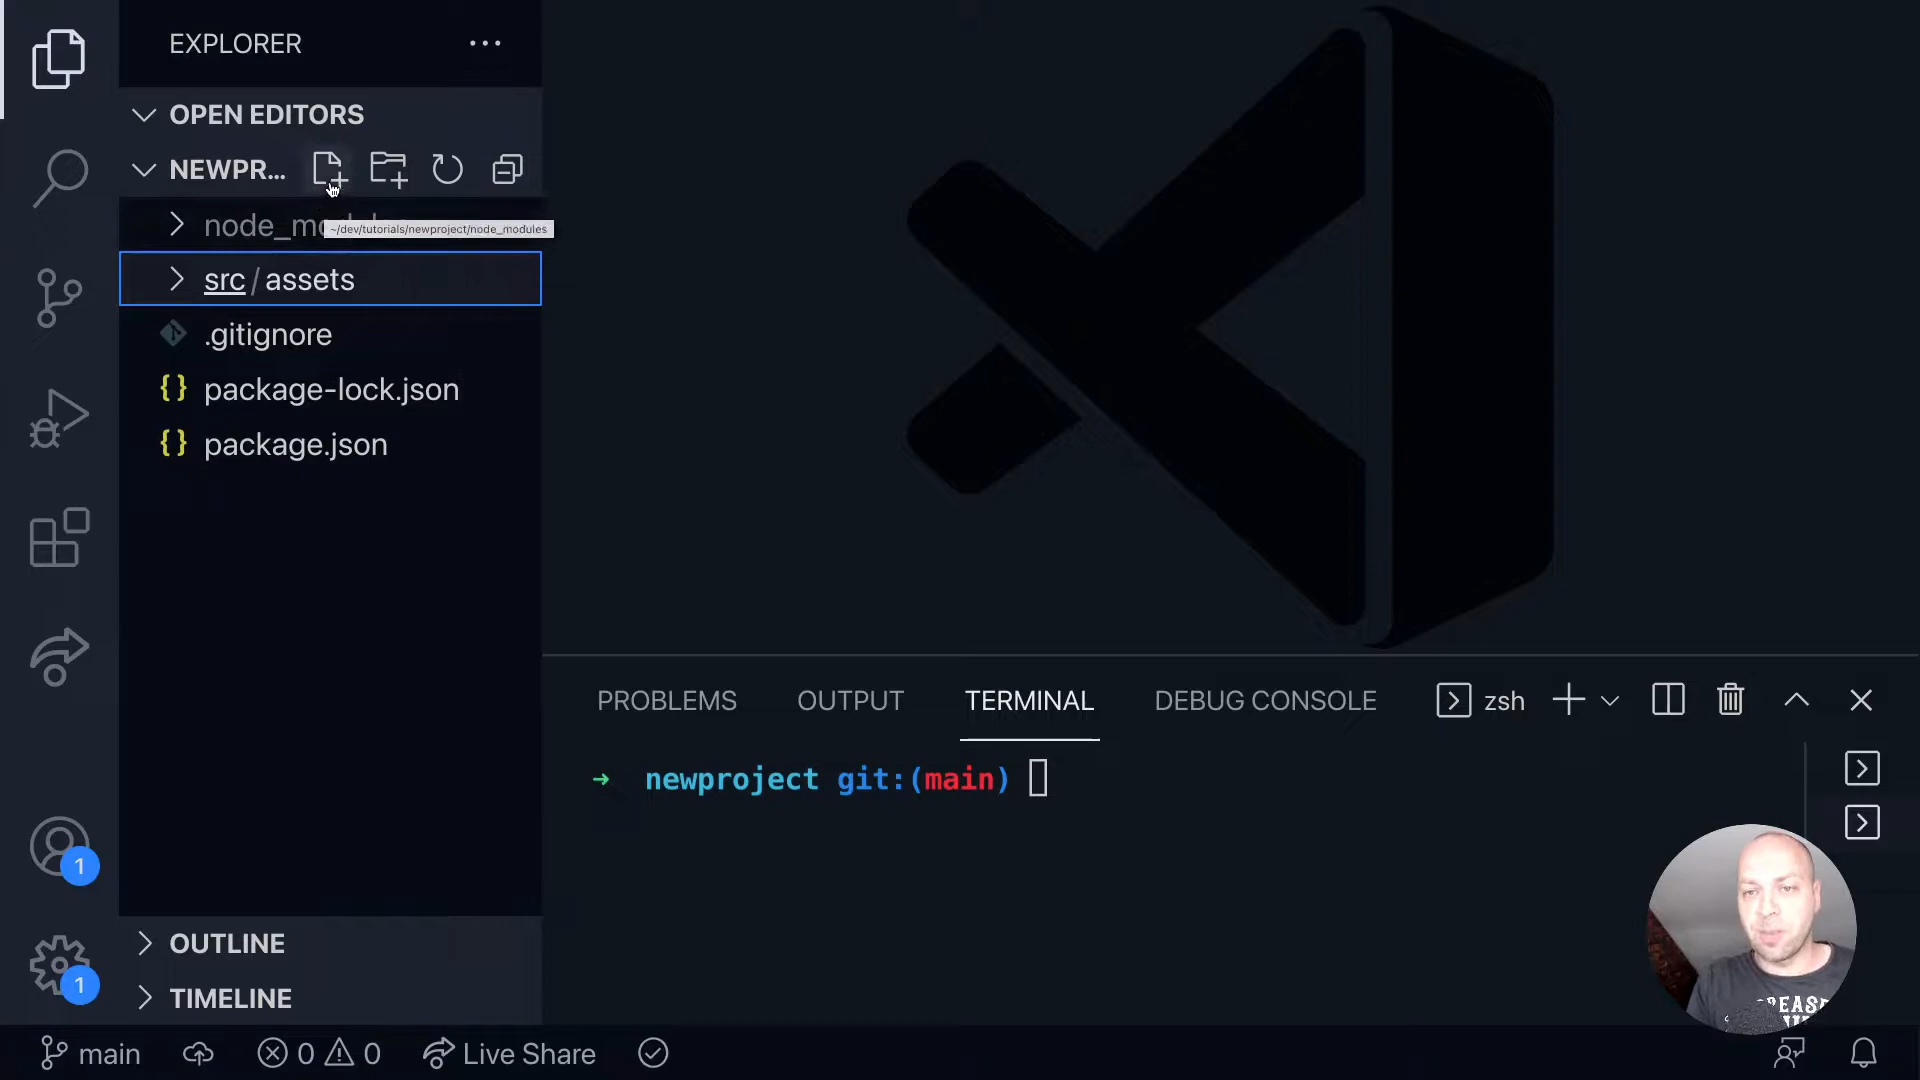 EXPLORER
OPEN EDITORS
NEWPR...
node_mo
~/dev/tutorials/newproject/node_modules
src/assets
.gitignore
{} package-lock.json
{} package.json
PROBLEMS OUTPUT TERMINAL DEBUG CONSOLE zsh
→ newproject git:(main)
1
1
OUTLINE
TIMELINE
main 0 0 Live Share